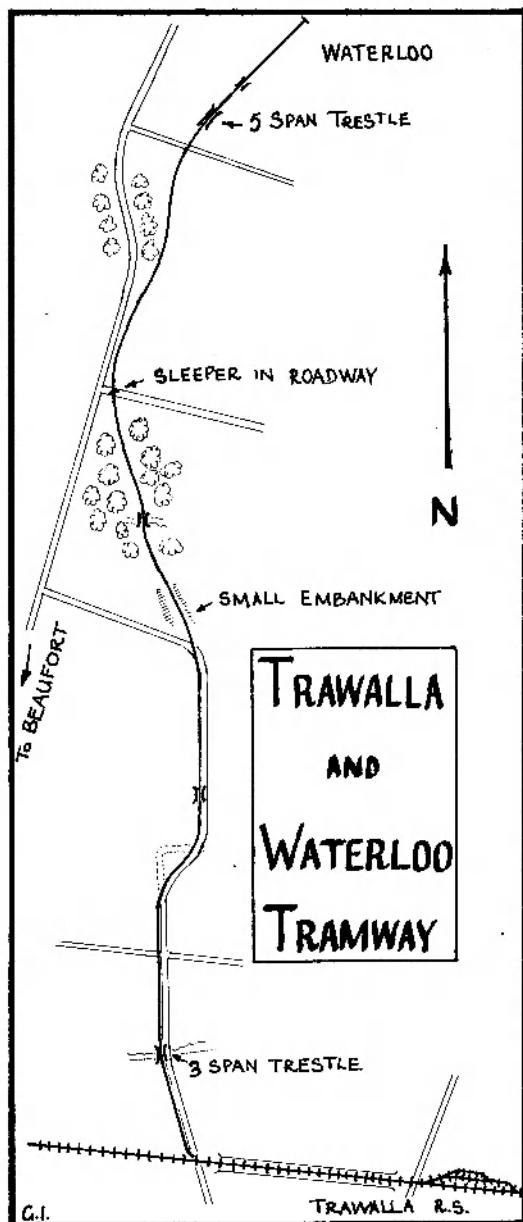 WATERLOO
5 SPAN TRESTLE
SLEEPER IN ROADWAY
N
SMALL EMBANKMENT
To BEAUFORT
TRAWALLA
AND
WATERLOO
TRAMWAY
3 SPAN TRESTLE
G.I.
TRAWALLA R.S.